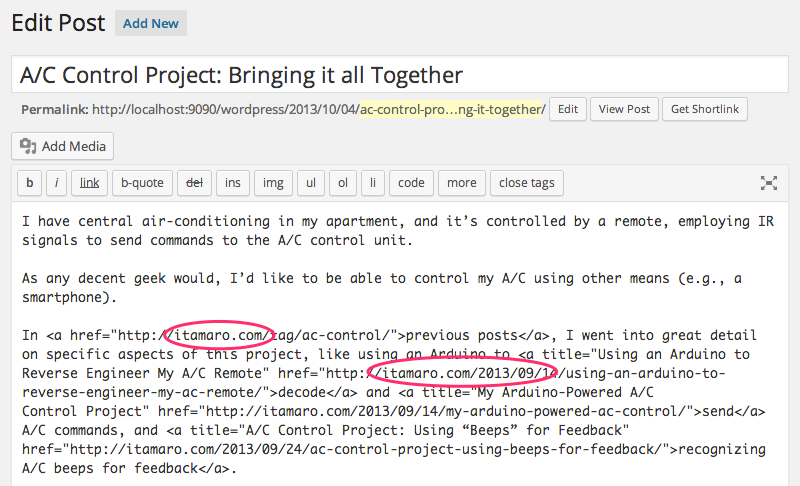 Edit Post Add New
A/C Control Project: Bringing it all Together
Permalink: http://localhost:9090/wordpress/2013/10/04/ac-control-pro…ng-it-together/ Edit View Post Get Shortlink
Add Media
b i link b-quote del ins img ul ol li code more close tags
I have central air-conditioning in my apartment, and it’s controlled by a remote, employing IR
signals to send commands to the A/C control unit.
As any decent geek would, I’d like to be able to control my A/C using other means (e.g., a
smartphone).
In <a href="http://itamaro.com/tag/ac-control/">previous posts</a>, I went into great detail
on specific aspects of this project, like using an Arduino to <a title="Using an Arduino to
Reverse Engineer My A/C Remote" href="http://itamaro.com/2013/09/14/using-an-arduino-to-
reverse-engineer-my-ac-remote/">decode</a> and <a title="My Arduino-Powered A/C
Control Project" href="http://itamaro.com/2013/09/14/my-arduino-powered-ac-control/">send</a>
A/C commands, and <a title="A/C Control Project: Using “Beeps” for Feedback"
href="http://itamaro.com/2013/09/24/ac-control-project-using-beeps-for-feedback/">recognizing
A/C beeps for feedback</a>.